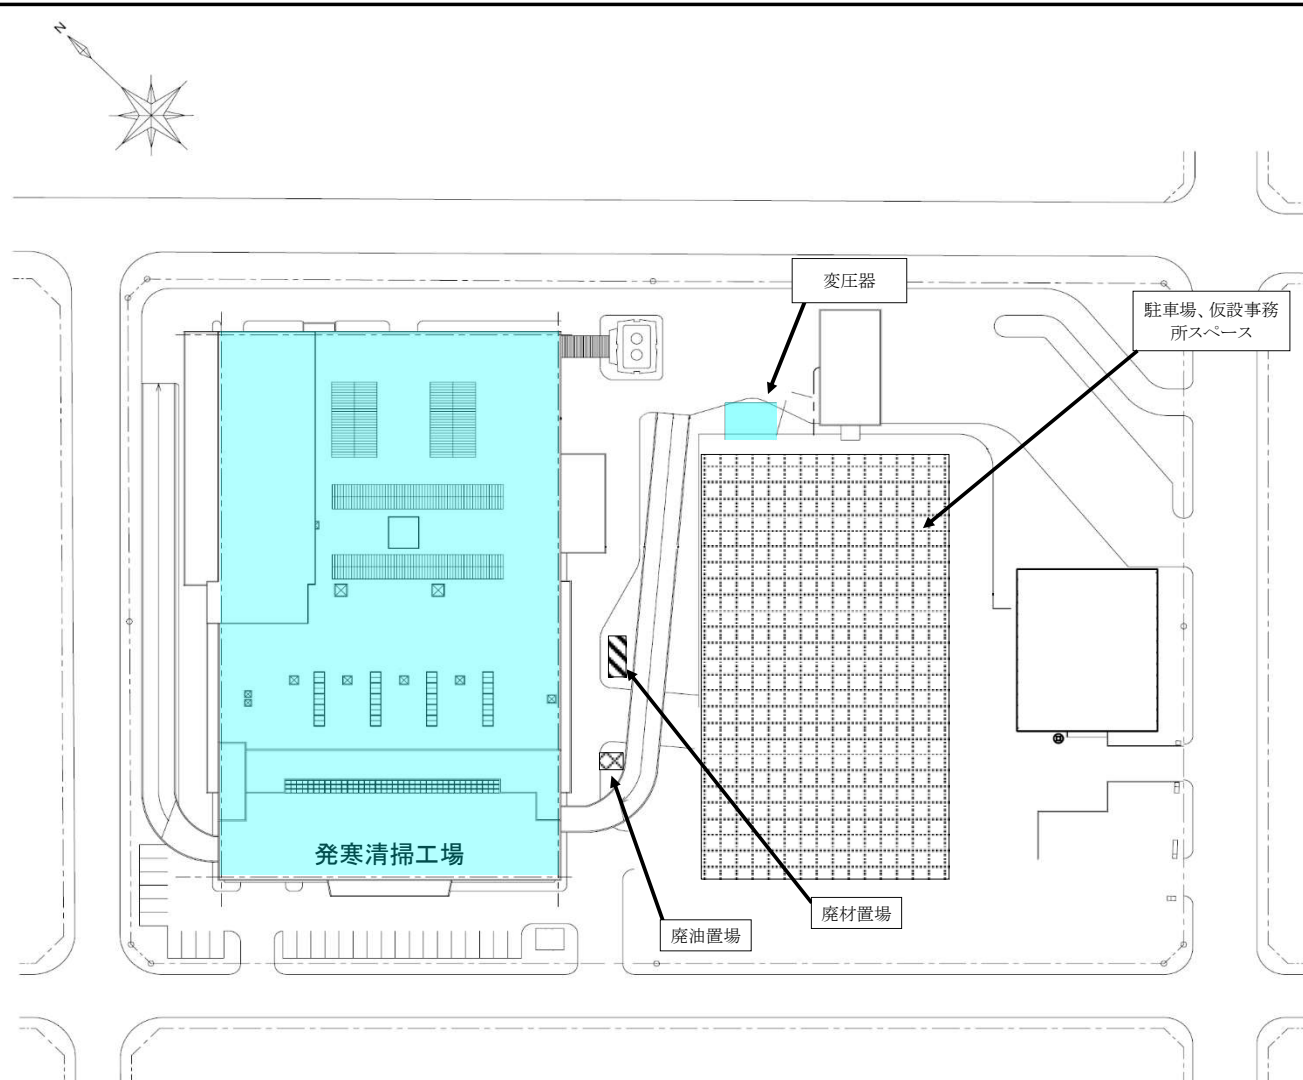 N
変圧器
駐車場、仮設事務
所スペース
発寒清掃工場
廃材置場
廃油置場